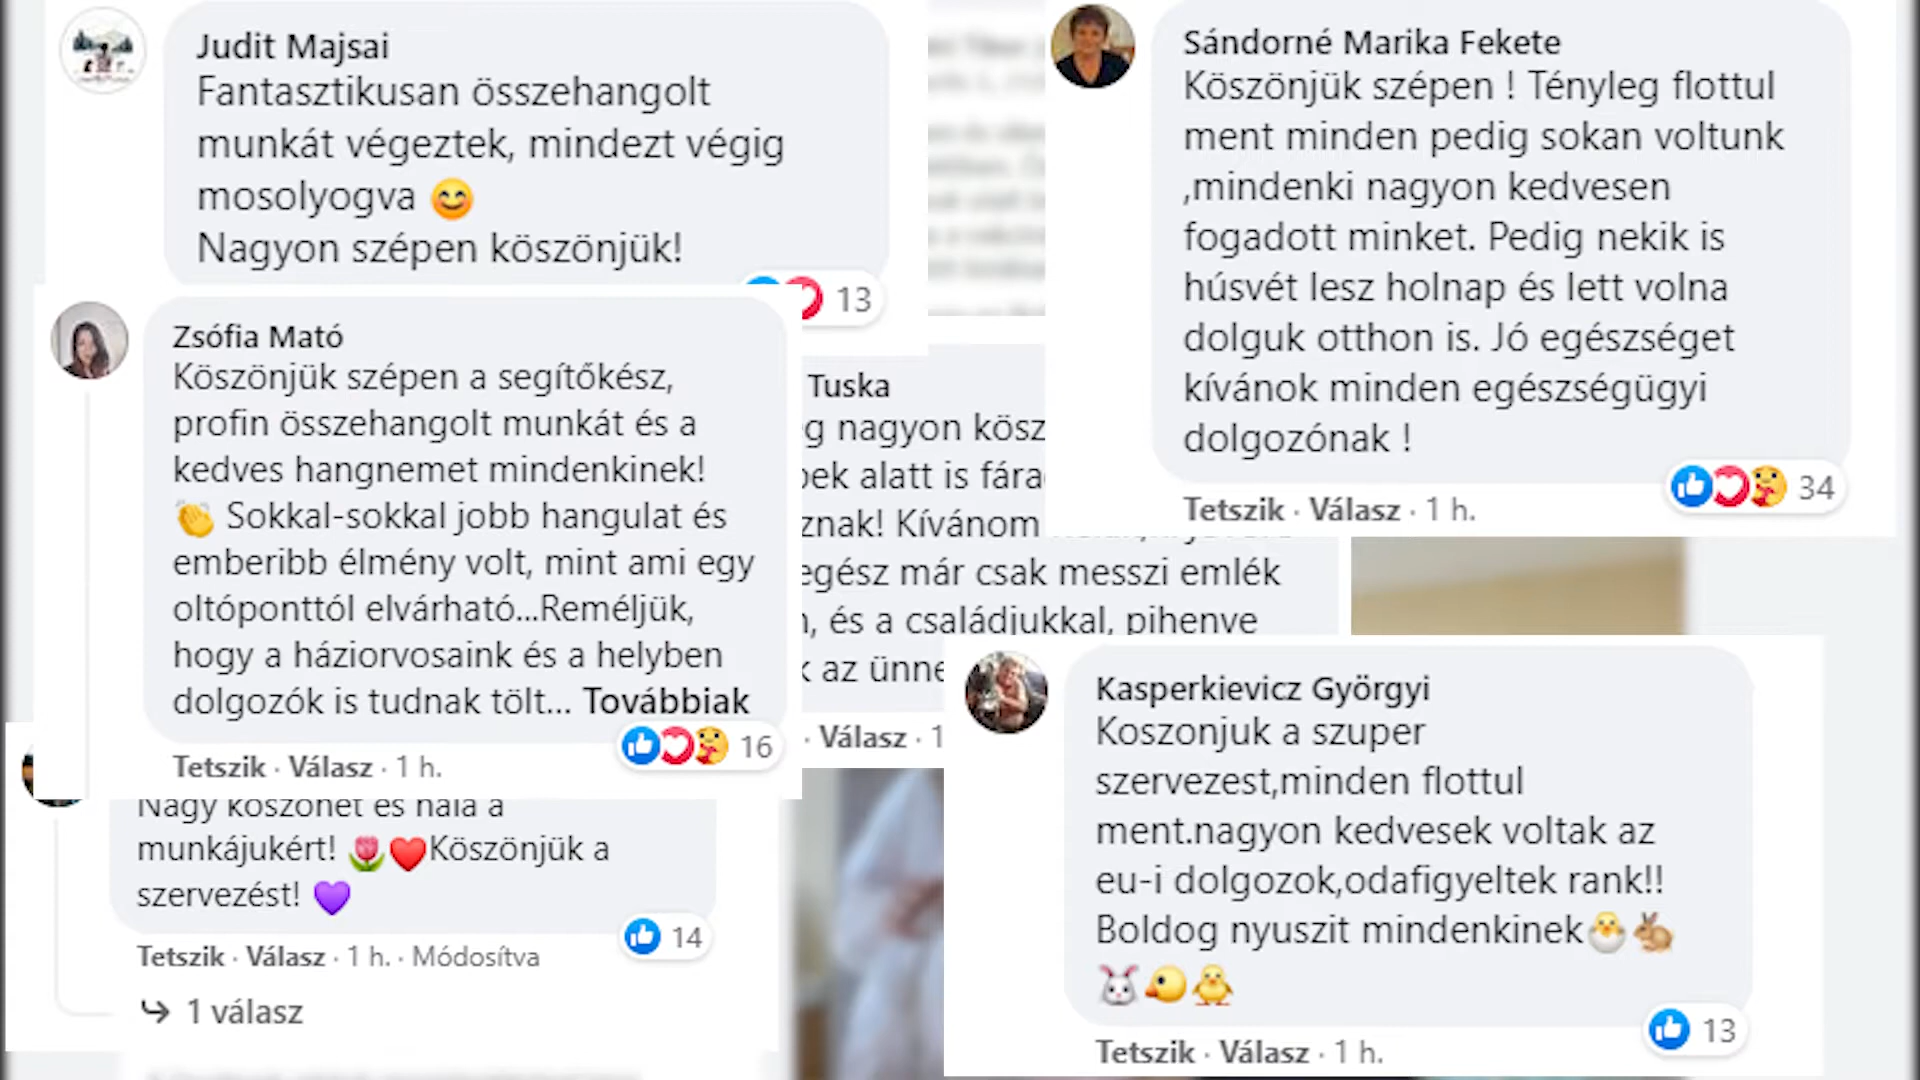 Judit Majsai
Fantasztikusan összehangolt
munkát végeztek, mindezt végig
mosolyogva 😊
Nagyon szépen köszönjük!
13
Zsófia Mató
Köszönjük szépen a segítőkész,
profin összehangolt munkát és a
kedves hangnemet mindenkinek!
👏 Sokkal-sokkal jobb hangulat és
emberibb élmény volt, mint ami egy
oltóponttól elvárható...Reméljük,
hogy a háziorvosaink és a helyben
dolgozók is tudnak tölt... Továbbiak
16
Tetszik · Válasz · 1 h.
Nagy köszönet és hála a
munkájukért! 🌷❤️Köszönjük a
szervezést! 💜
14
Tetszik · Válasz · 1 h. · Módosítva
1 válasz
Tuska
nagyon kösz
alatt is fára
znak! Kívánom
egész már csak messzi emlék
, és a családjukkal, pihenve
az ünne
· Válasz · 1
Sándorné Marika Fekete
Köszönjük szépen ! Tényleg flottul
ment minden pedig sokan voltunk
,mindenki nagyon kedvesen
fogadott minket. Pedig nekik is
húsvét lesz holnap és lett volna
dolguk otthon is. Jó egészséget
kívánok minden egészségügyi
dolgozónak !
34
Tetszik · Válasz · 1 h.
Kasperkievicz Györgyi
Koszonjuk a szuper
szervezest,minden flottul
ment.nagyon kedvesek voltak az
eu-i dolgozok,odafigyeltek rank!!
Boldog nyuszit mindenkinek🐣🐇
🐰🐤🐥
13
Tetszik · Válasz · 1 h.